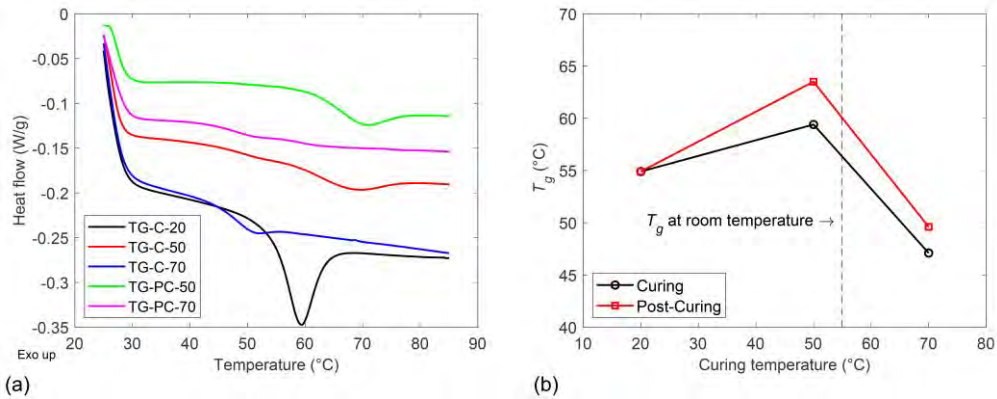 0
-0.05
-0.1
-0.15
-0.2
-0.25
-0.3
-0.35
Heat flow (W/g)
TG-C-20
TG-C-50
TG-C-70
TG-PC-50
TG-PC-70
20 30 40 50 60 70 80 90
Exo up
Temperature (°C)
(a)
70
65
60
55
50
45
40
Tg (°C)
Tg at room temperature →
Curing
Post-Curing
10 20 30 40 50 60 70 80
Curing temperature (°C)
(b)